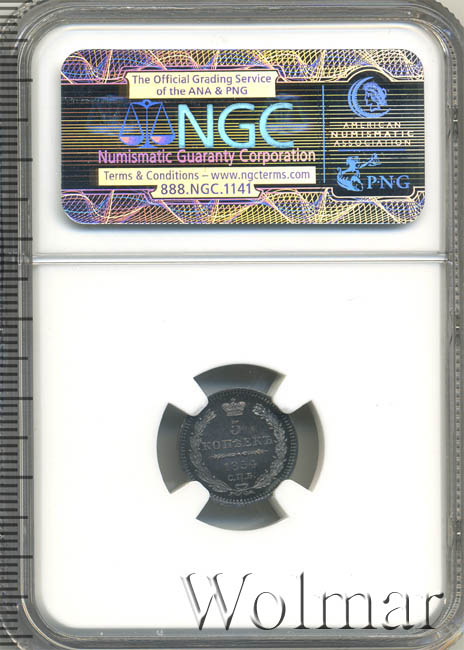 The Official Grading Service
of the ANA & PNG
NGC
Numismatic Guaranty Corporation
Terms & Conditions – www.ngcterms.com
888.NGC.1141
AMERICAN
NUMISMATIC
ASSOCIATION
PNG
5
КОПѢЕКЪ
1854
С.П.Б.
Wolmar